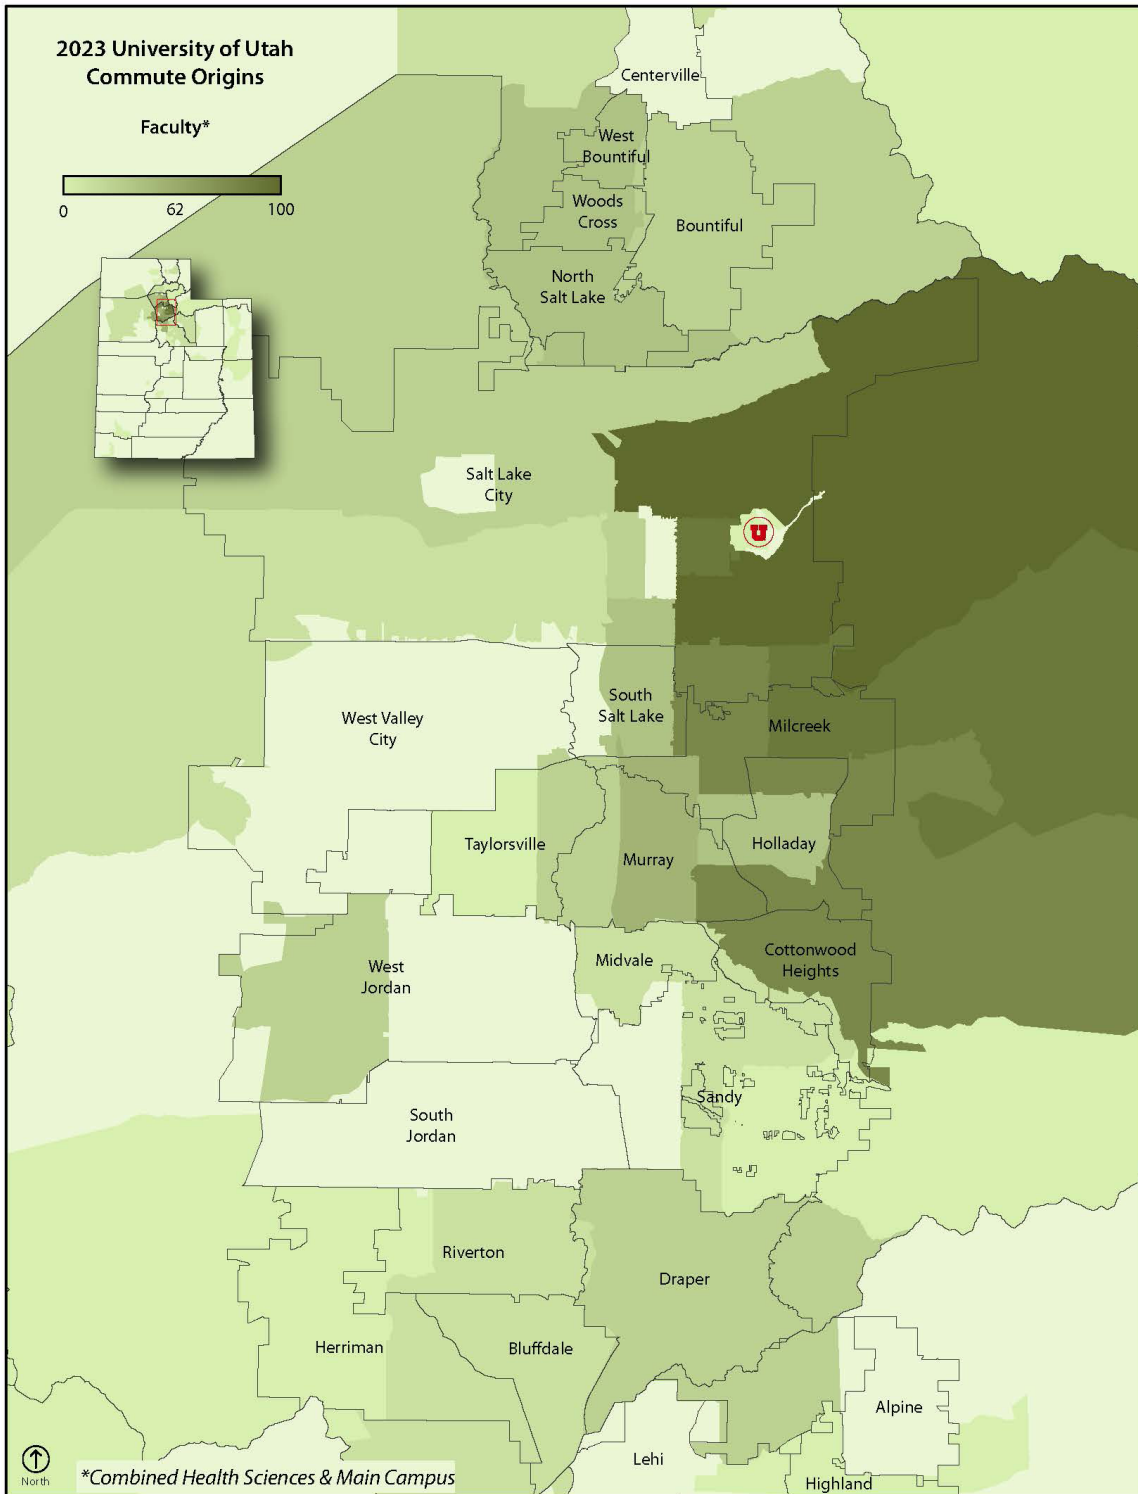 2023 University of Utah
Commute Origins
Faculty*
0 62 100
Centerville
West
Bountiful
Woods
Cross
Bountiful
North
Salt Lake
Salt Lake
City
U
South
Salt Lake
West Valley
City
Milcreek
Taylorsville
Murray
Holladay
Cottonwood
Heights
Midvale
West
Jordan
Sandy
South
Jordan
Riverton
Draper
Herriman
Bluffdale
Alpine
Lehi
Highland
North
*Combined Health Sciences & Main Campus